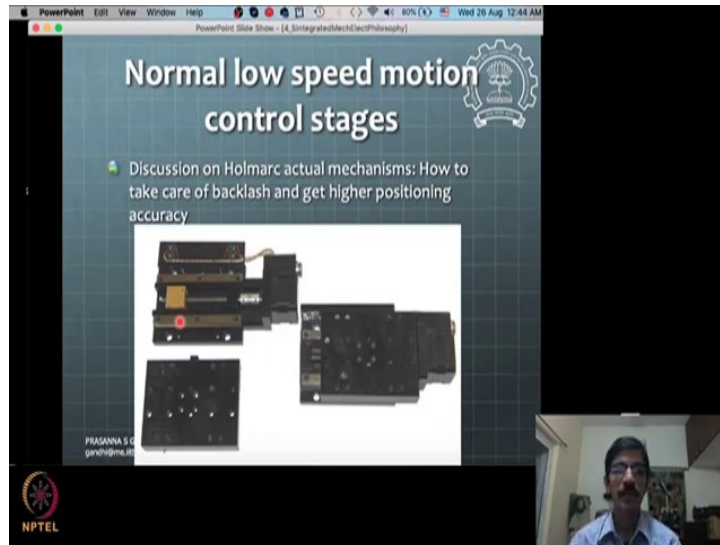 PowerPoint File Edit View Window Help 80% Wed 26 Aug 12:44 AM
PowerPoint Slide Show - [4_SIntegratedMechElectPhilosophy]
Normal low speed motion
control stages
Discussion on Holmarc actual mechanisms: How to
take care of backlash and get higher positioning
accuracy
PRASANNA S G
gandhi@me.iit
NPTEL